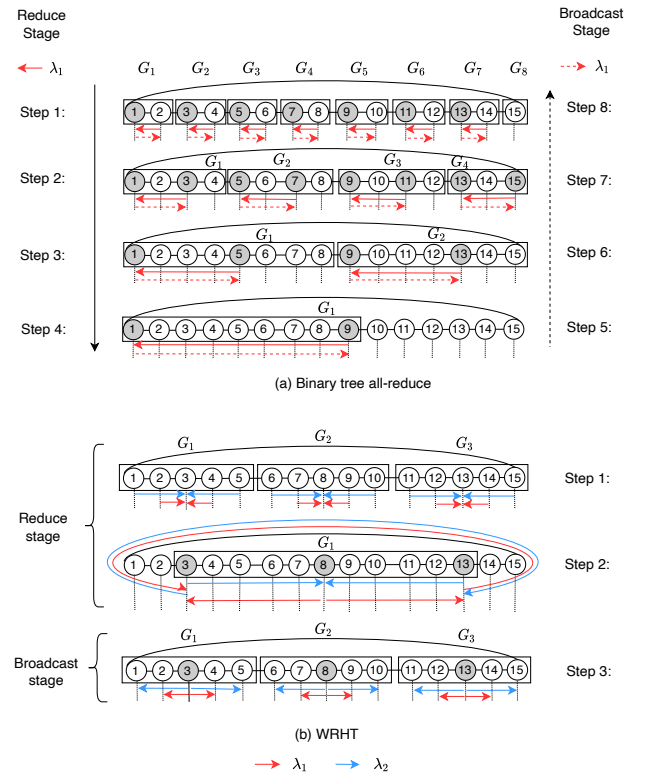 Reduce
Stage
Broadcast
Stage
λ₁ G₁ G₂ G₃ G₄ G₅ G₆ G₇ G₈ λ₁
Step 1: 1 2 3 4 5 6 7 8 9 10 11 12 13 14 15 Step 8:
G₁ G₂ G₃ G₄
Step 2: 1 2 3 4 5 6 7 8 9 10 11 12 13 14 15 Step 7:
G₁ G₂
Step 3: 1 2 3 4 5 6 7 8 9 10 11 12 13 14 15 Step 6:
G₁
Step 4: 1 2 3 4 5 6 7 8 9 10 11 12 13 14 15 Step 5:
(a) Binary tree all-reduce
G₁ G₂ G₃
1 2 3 4 5 6 7 8 9 10 11 12 13 14 15 Step 1:
Reduce
stage
G₁
1 2 3 4 5 6 7 8 9 10 11 12 13 14 15 Step 2:
G₁ G₂ G₃
Broadcast
stage
1 2 3 4 5 6 7 8 9 10 11 12 13 14 15 Step 3:
(b) WRHT
λ₁ λ₂